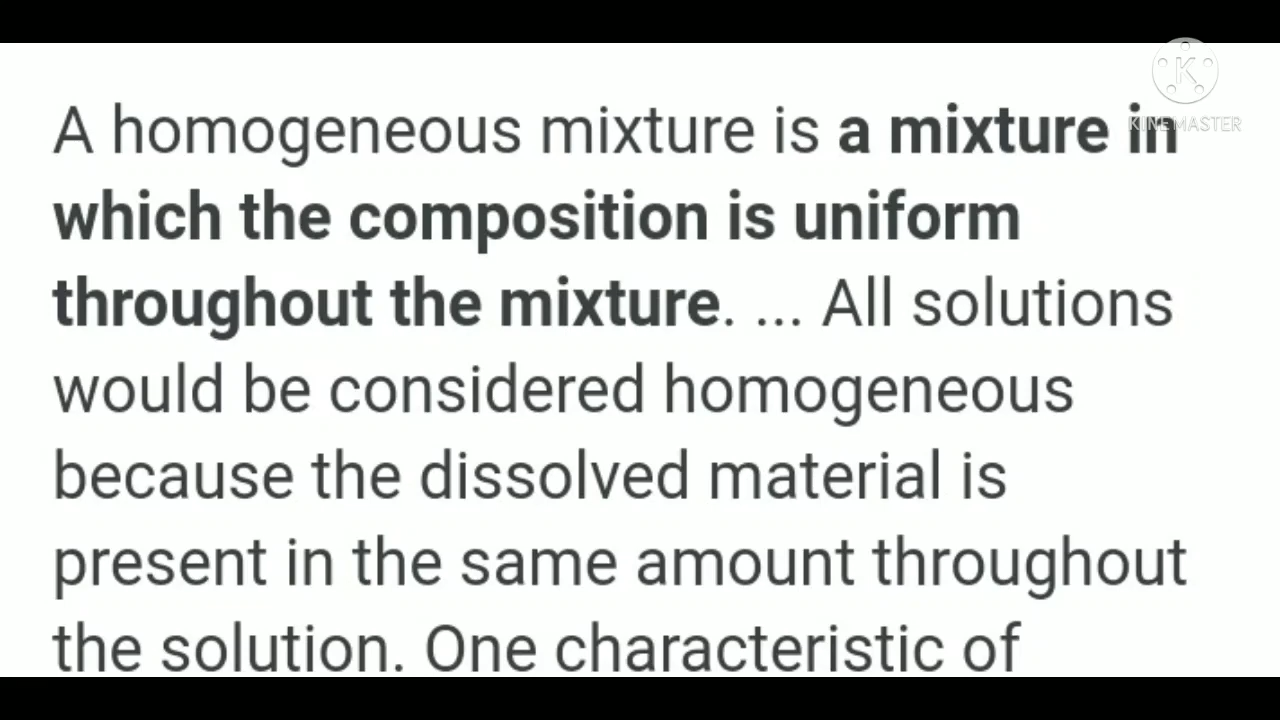 A homogeneous mixture is a mixture in
which the composition is uniform
throughout the mixture. ... All solutions
would be considered homogeneous
because the dissolved material is
present in the same amount throughout
the solution. One characteristic of
K
KINEMASTER